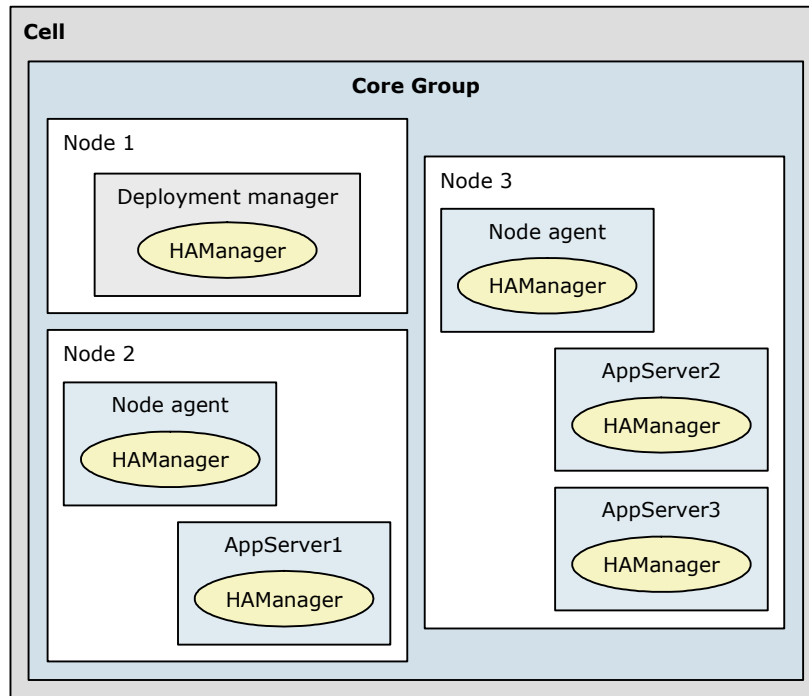 Cell
Core Group
Node 1
Deployment manager
HAManager
Node 2
Node agent
HAManager
AppServer1
HAManager
Node 3
Node agent
HAManager
AppServer2
HAManager
AppServer3
HAManager